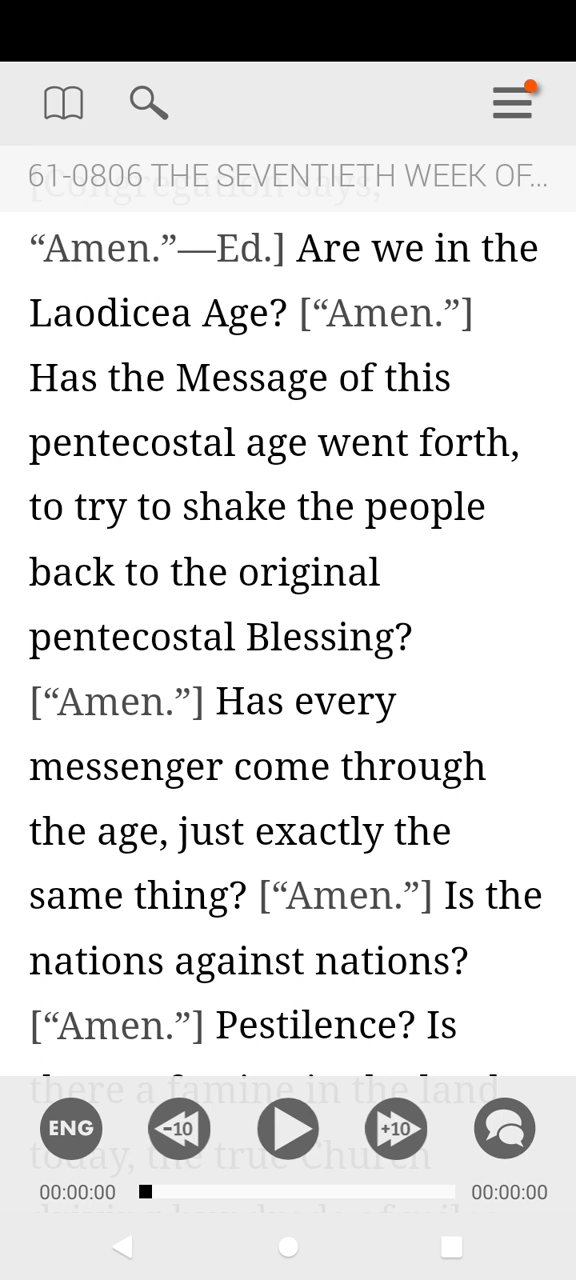 61-0806 THE SEVENTIETH WEEK OF...
[Congregation says,
“Amen.”—Ed.] Are we in the
Laodicea Age? [“Amen.”]
Has the Message of this
pentecostal age went forth,
to try to shake the people
back to the original
pentecostal Blessing?
[“Amen.”] Has every
messenger come through
the age, just exactly the
same thing? [“Amen.”] Is the
nations against nations?
[“Amen.”] Pestilence? Is
there a famine in the land
today, the true Church
ENG
-10
+10
00:00:00
00:00:00